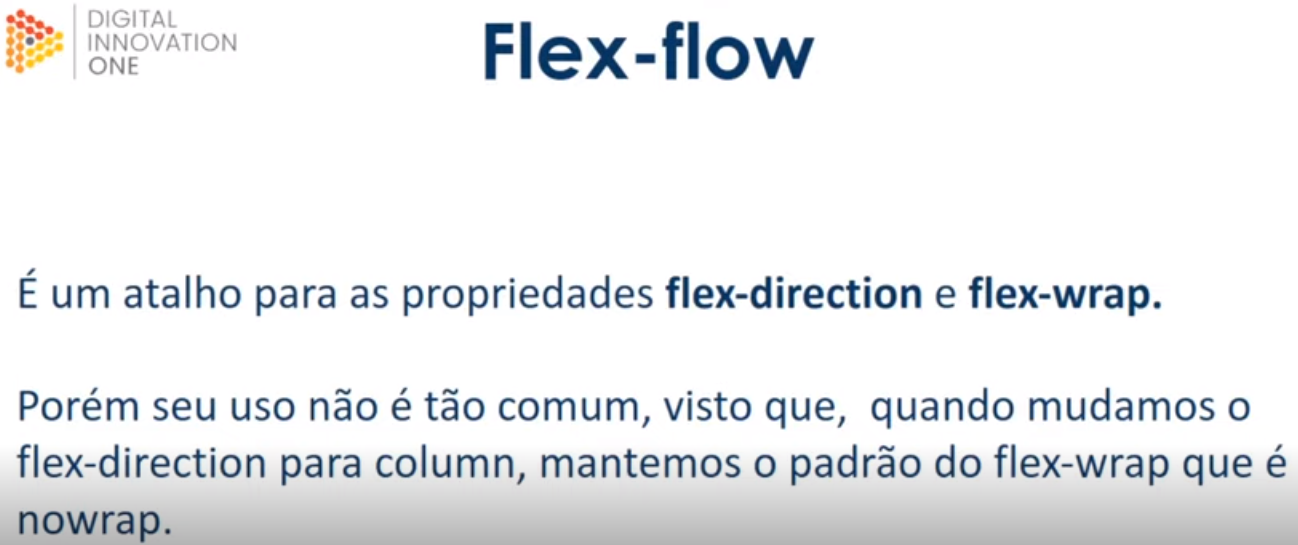 DIGITAL
INNOVATION
ONE
Flex-flow
É um atalho para as propriedades flex-direction e flex-wrap.
Porém seu uso não é tão comum, visto que, quando mudamos o
flex-direction para column, mantemos o padrão do flex-wrap que é
nowrap.